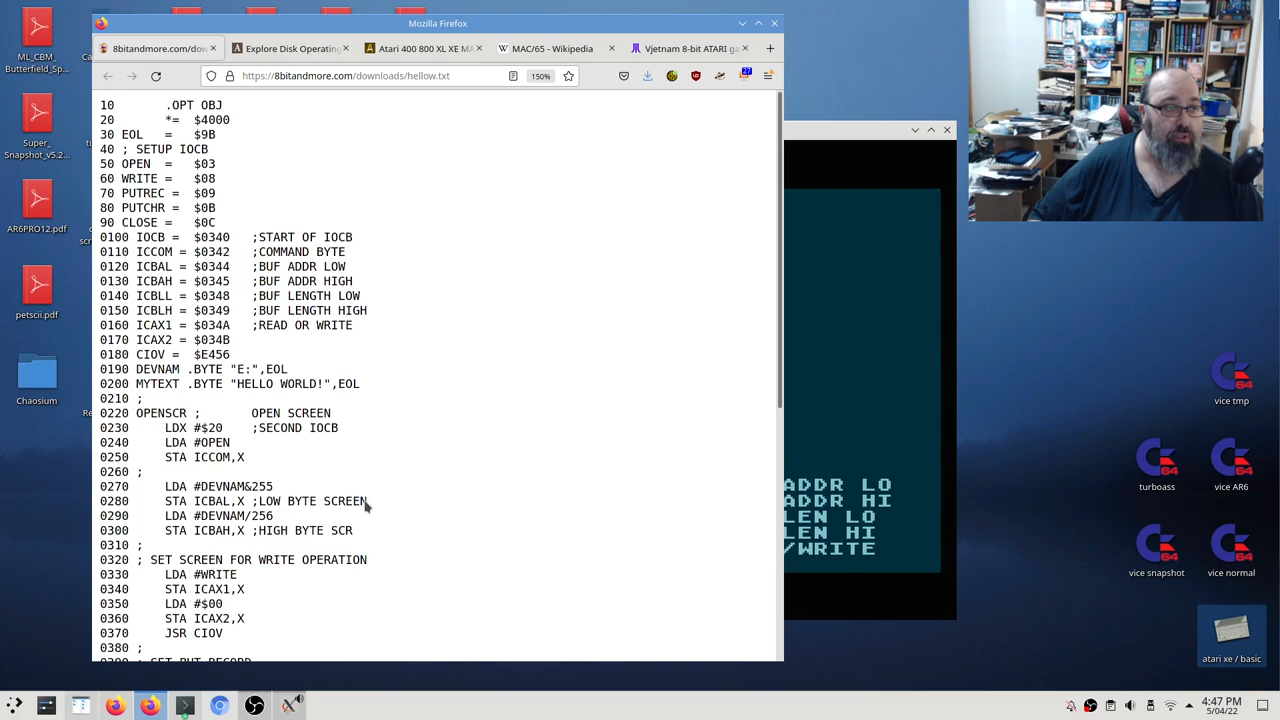 ML_CBM_
Butterfield_Sp...
Super_
Snapshot_v5.2...
AR6PRO12.pdf
petscii.pdf
Chaosium
Mozilla Firefox
8bitandmore.com/dow
Explore Disk Operating
Atari 400 800 XL XE MA
MAC/65 - Wikipedia
Vjetnam 8-bit ATARI ga
https://8bitandmore.com/downloads/hellow.txt
150%
27
10       .OPT OBJ
20       *=  $4000
30 EOL   =   $9B
40 ; SETUP IOCB
50 OPEN  =   $03
60 WRITE =   $08
70 PUTREC =  $09
80 PUTCHR =  $0B
90 CLOSE =   $0C
0100 IOCB =  $0340   ;START OF IOCB
0110 ICCOM = $0342   ;COMMAND BYTE
0120 ICBAL = $0344   ;BUF ADDR LOW
0130 ICBAH = $0345   ;BUF ADDR HIGH
0140 ICBLL = $0348   ;BUF LENGTH LOW
0150 ICBLH = $0349   ;BUF LENGTH HIGH
0160 ICAX1 = $034A   ;READ OR WRITE
0170 ICAX2 = $034B
0180 CIOV =  $E456
0190 DEVNAM .BYTE "E:",EOL
0200 MYTEXT .BYTE "HELLO WORLD!",EOL
0210 ;
0220 OPENSCR ;       OPEN SCREEN
0230     LDX #$20    ;SECOND IOCB
0240     LDA #OPEN
0250     STA ICCOM,X
0260 ;
0270     LDA #DEVNAM&255
0280     STA ICBAL,X ;LOW BYTE SCREEN
0290     LDA #DEVNAM/256
0300     STA ICBAH,X ;HIGH BYTE SCR
0310 ;
0320 ; SET SCREEN FOR WRITE OPERATION
0330     LDA #WRITE
0340     STA ICAX1,X
0350     LDA #$00
0360     STA ICAX2,X
0370     JSR CIOV
0380 ;
ADDR LO
ADDR HI
LEN LO
LEN HI
/WRITE
vice tmp
turboass
vice AR6
vice snapshot
vice normal
atari xe / basic
4:47 PM
5/04/22